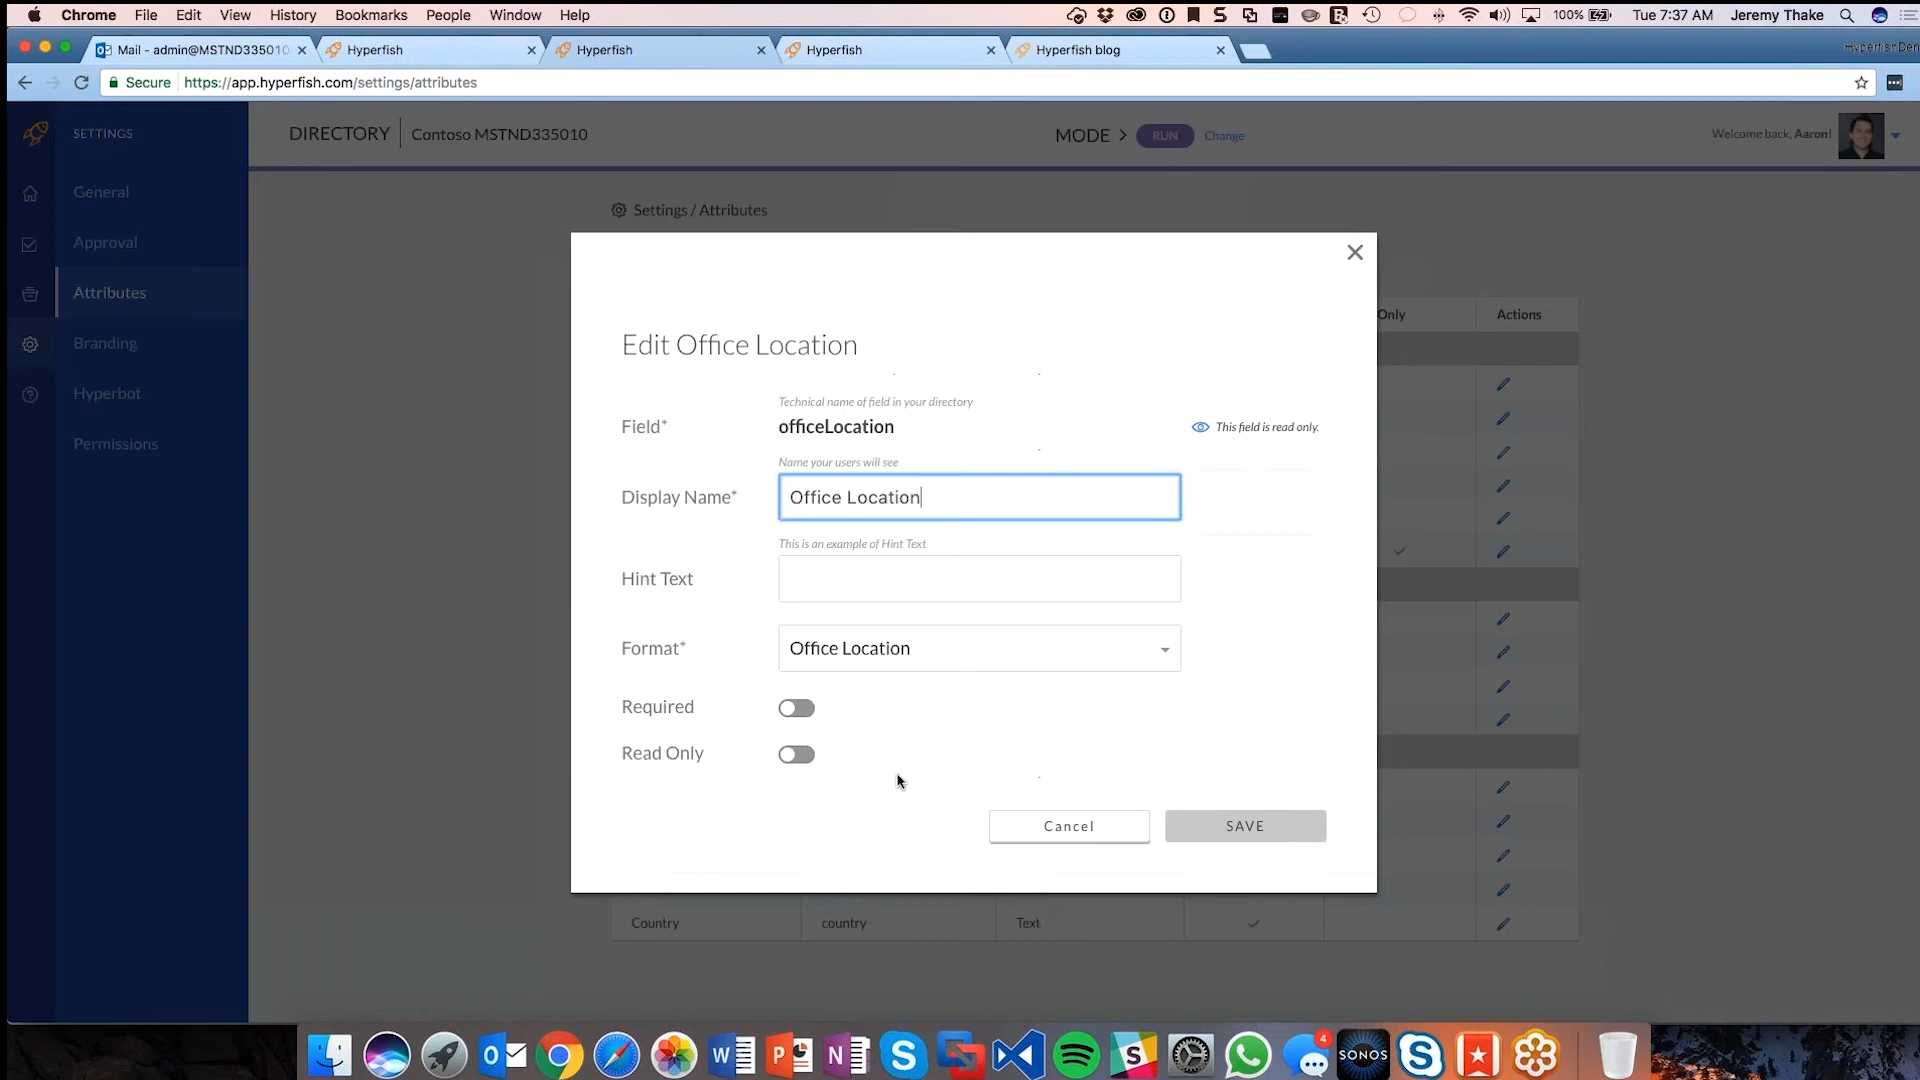 Chrome File Edit View History Bookmarks People Window Help 100% Tue 7:37 AM Jeremy Thake
Mail - admin@MSTND335010 Hyperfish Hyperfish Hyperfish Hyperfish blog HyperfishDem
Secure https://app.hyperfish.com/settings/attributes
SETTINGS
DIRECTORY Contoso MSTND335010 MODE > RUN Change Welcome back, Aaron!
General
Approval
Attributes
Branding
Hyperbot
Permissions
Settings / Attributes
Only Actions
Edit Office Location
Technical name of field in your directory
Field* officeLocation This field is read only.
Name your users will see
Display Name* Office Location
This is an example of Hint Text
Hint Text
Format* Office Location
Required
Read Only
Cancel SAVE
Country country Text
4
SONOS